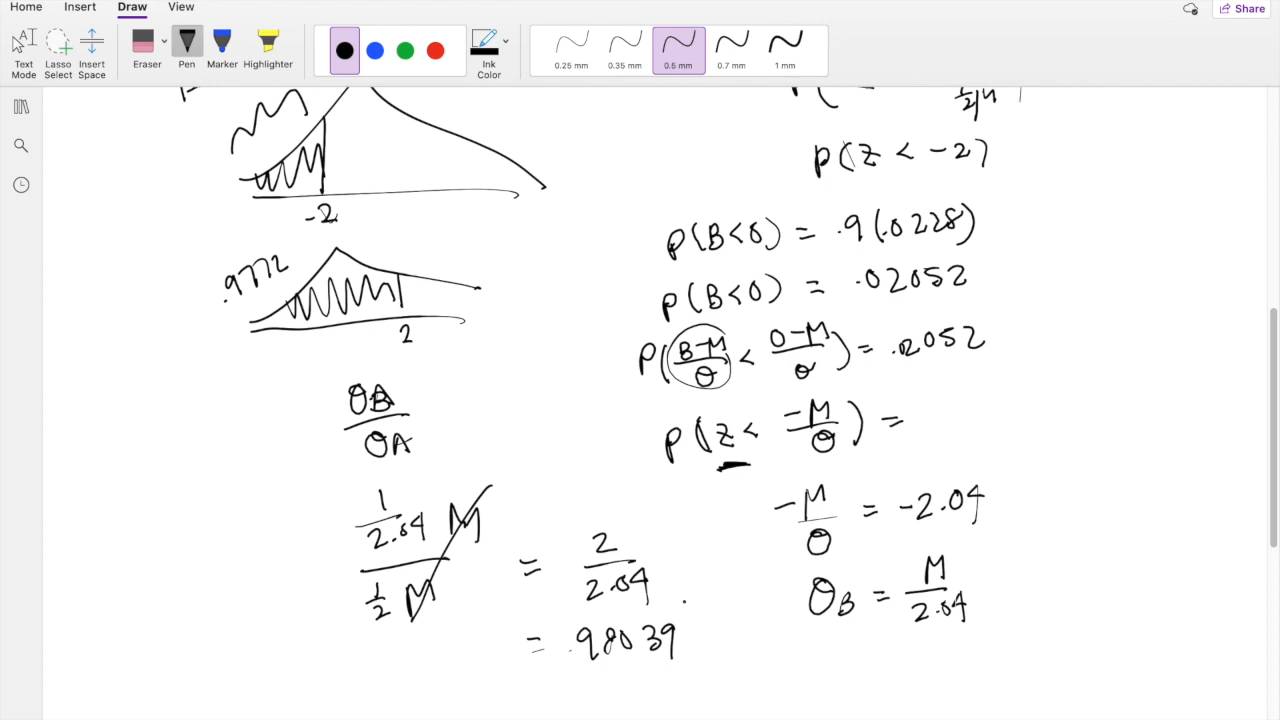 Home Insert Draw View Share
Text Mode Lasso Select Insert Space Eraser Pen Marker Highlighter Ink Color 0.25 mm 0.35 mm 0.5 mm 0.7 mm 1 mm
P(Z < -2)
-2
P(B<0) = .9(.0228)
.9772
P(B<0) = .02052
2
P(B-M/σ < 0-M/σ) = .02052
σB/σA
P(Z < -M/σ) =
-M/σ = -2.04
1/2.04 M / 1/2 M = 2/2.04
σB = M/2.04
= .98039